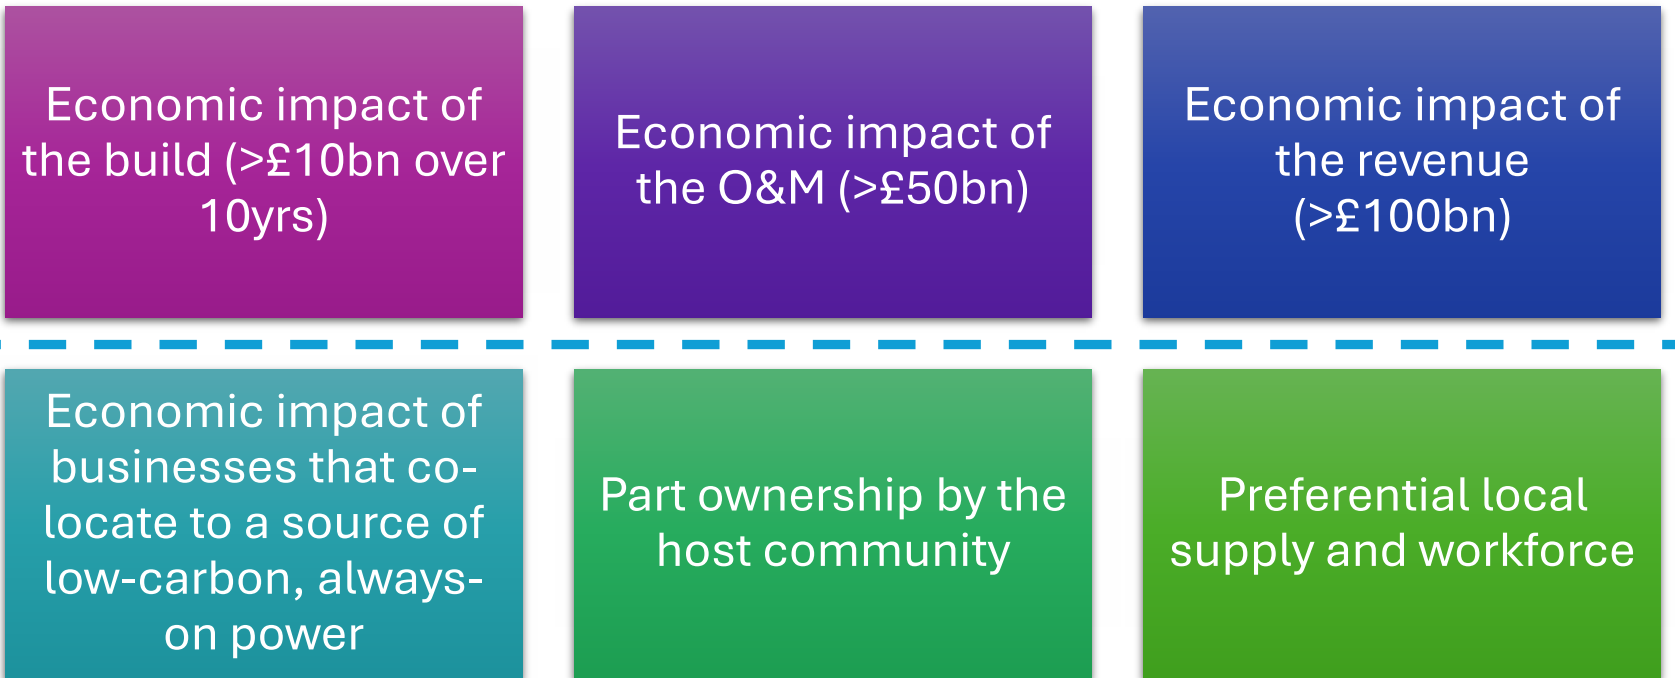 Economic impact of
the build (>£10bn over
10yrs)
Economic impact of
the O&M (>£50bn)
Economic impact of
the revenue
(>£100bn)
Economic impact of
businesses that co-
locate to a source of
low-carbon, always-
on power
Part ownership by the
host community
Preferential local
supply and workforce